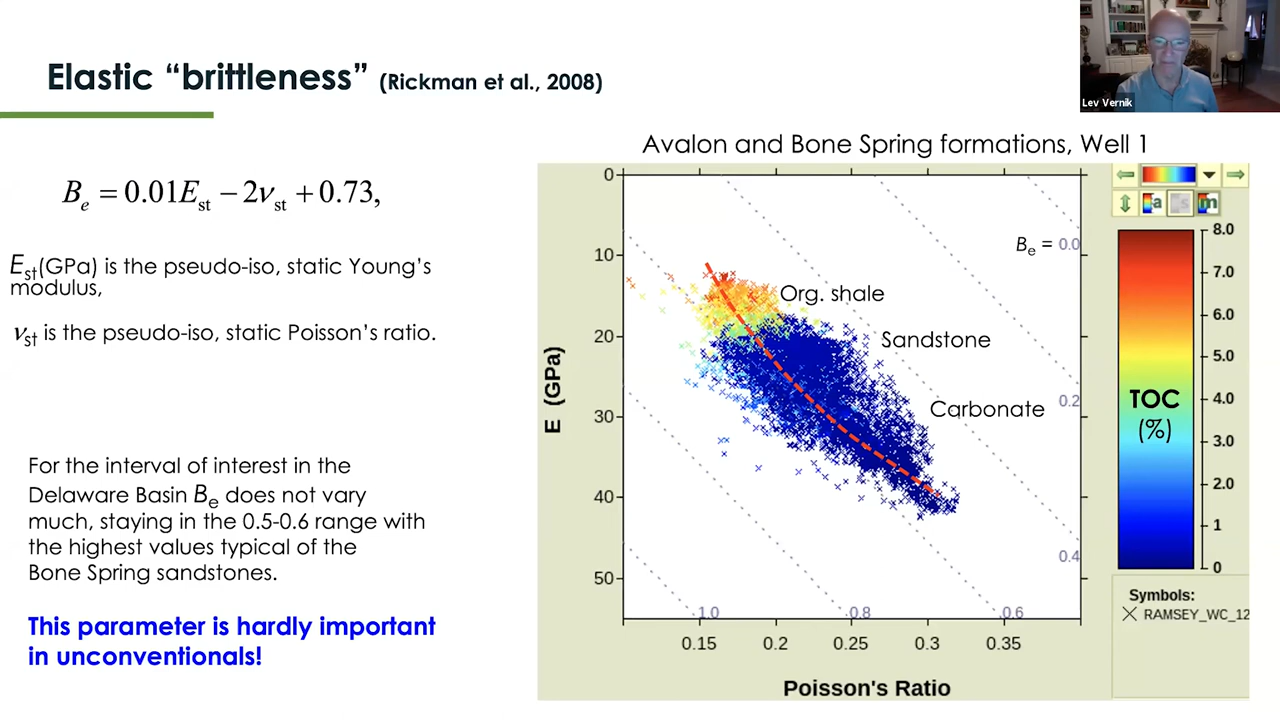 Elastic “brittleness” (Rickman et al., 2008)
Lev Vernik
B_e = 0.01E_st − 2ν_st + 0.73,
E_st(GPa) is the pseudo-iso, static Young’s
modulus,
ν_st is the pseudo-iso, static Poisson’s ratio.
For the interval of interest in the
Delaware Basin B_e does not vary
much, staying in the 0.5-0.6 range with
the highest values typical of the
Bone Spring sandstones.
This parameter is hardly important
in unconventionals!
Avalon and Bone Spring formations, Well 1
0
10
20
30
40
50
E (GPa)
B_e = 0.0
Org. shale
Sandstone
Carbonate
0.2
0.4
1.0
.0.8
.0.6
0.15
0.2
0.25
0.3
0.35
Poisson's Ratio
a
s
m
8.0
7.0
6.0
5.0
4.0
3.0
2.0
1
0
TOC
(%)
Symbols:
RAMSEY_WC_12